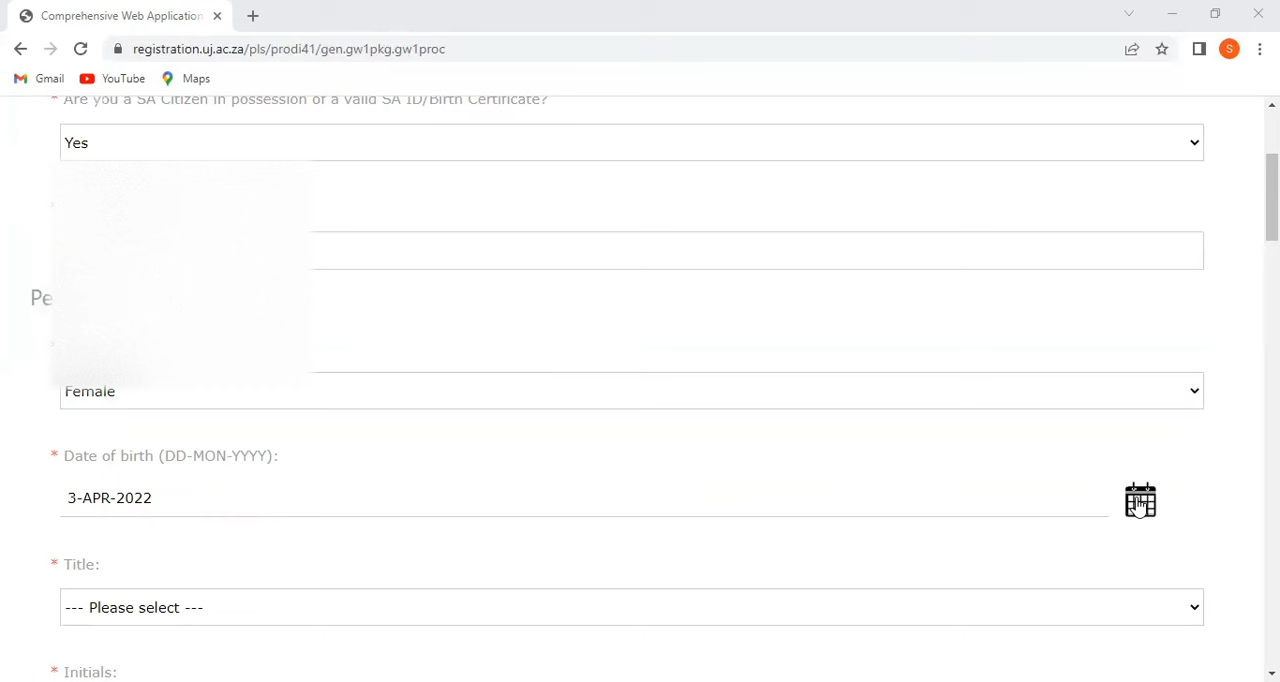 Comprehensive Web Application
registration.uj.ac.za/pls/prodi41/gen.gw1pkg.gw1proc
S
Gmail YouTube Maps
* Are you a SA Citizen in possession of a valid SA ID/Birth Certificate?
Yes
Pe
Female
* Date of birth (DD-MON-YYYY):
3-APR-2022
* Title:
--- Please select ---
* Initials: